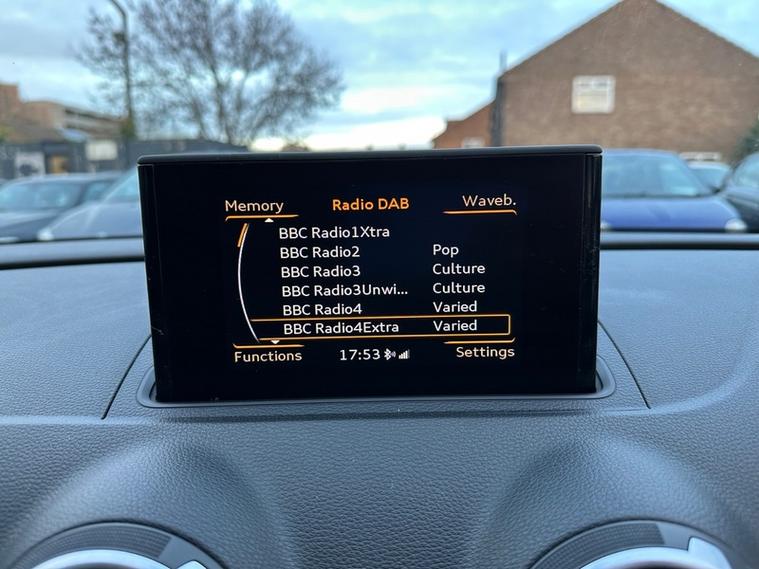 Memory Radio DAB Waveb.
BBC Radio1Xtra
BBC Radio2 Pop
BBC Radio3 Culture
BBC Radio3Unwi... Culture
BBC Radio4 Varied
BBC Radio4Extra Varied
Functions 17:53 Settings